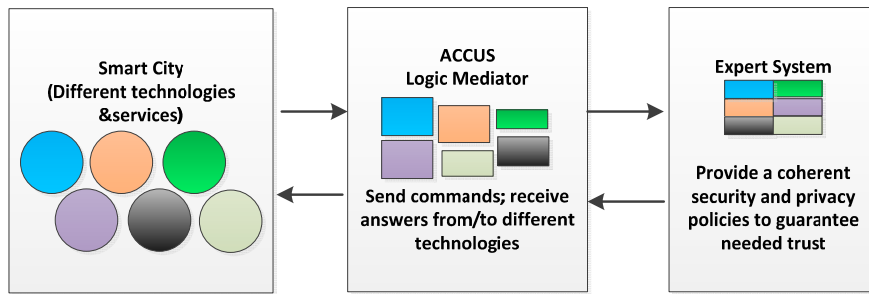 Smart City
(Different technologies
&services)
ACCUS
Logic Mediator
Send commands; receive
answers from/to different
technologies
Expert System
Provide a coherent
security and privacy
policies to guarantee
needed trust